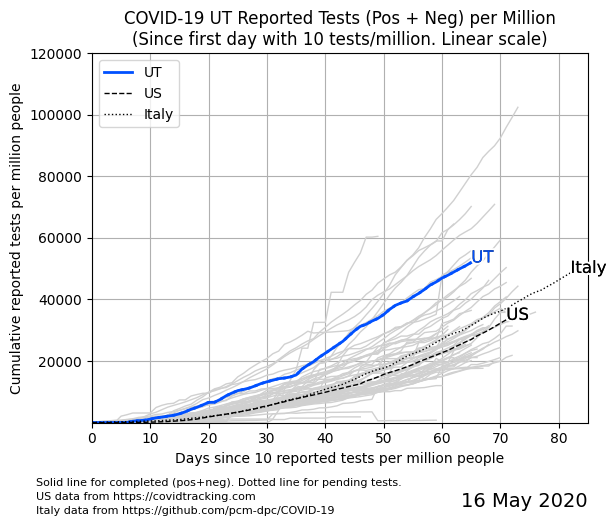 COVID-19 UT Reported Tests (Pos + Neg) per Million
(Since first day with 10 tests/million. Linear scale)
120000
100000
80000
60000
40000
20000
Cumulative reported tests per million people
UT
US
Italy
UT
Italy
US
0 10 20 30 40 50 60 70 80
Days since 10 reported tests per million people
Solid line for completed (pos+neg). Dotted line for pending tests.
US data from https://covidtracking.com
Italy data from https://github.com/pcm-dpc/COVID-19
16 May 2020